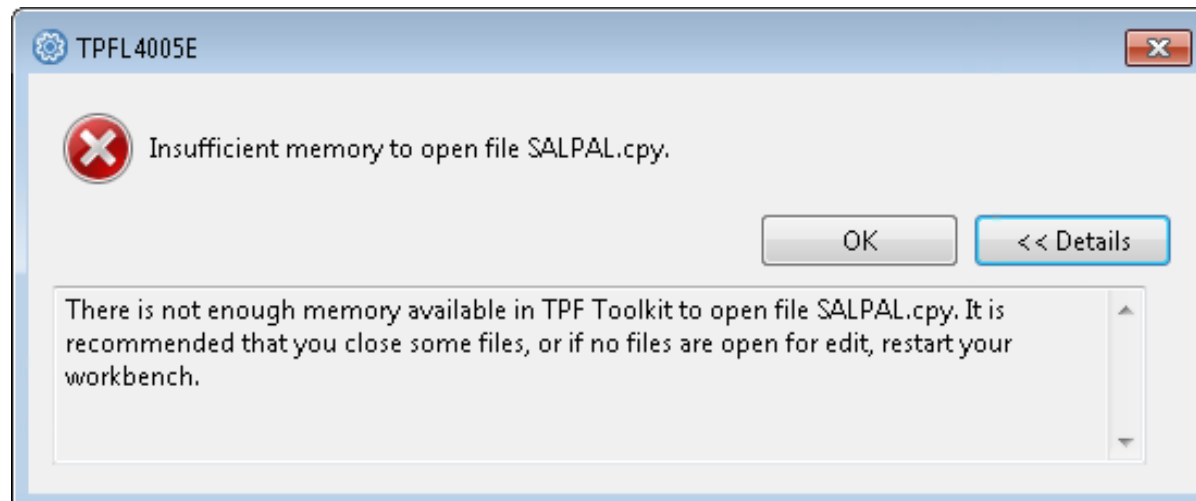 TPFL4005E
Insufficient memory to open file SALPAL.cpy.
OK
<< Details
There is not enough memory available in TPF Toolkit to open file SALPAL.cpy. It is
recommended that you close some files, or if no files are open for edit, restart your
workbench.